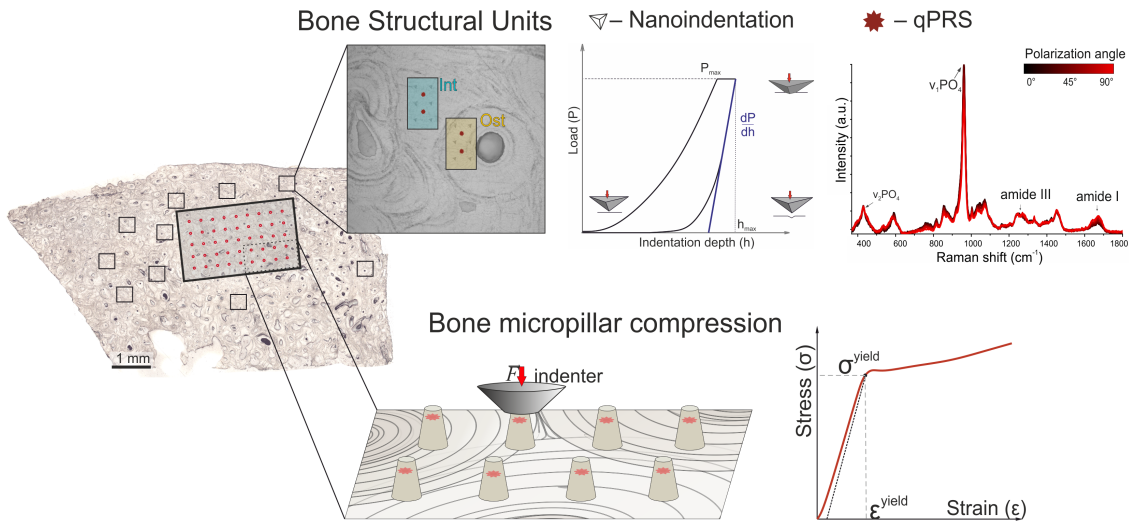 Bone Structural Units
– Nanoindentation
– qPRS
Int
Ost
Load (P)
Pmax
dP
dh
hmax
Indentation depth (h)
Polarization angle
0° 45° 90°
Intensity (a.u.)
ν1PO4
ν2PO4
amide III
amide I
400 600 800 1000 1200 1400 1600 1800
Raman shift (cm-1)
1 mm
Bone micropillar compression
F indenter
Stress (σ)
σyield
εyield
Strain (ε)